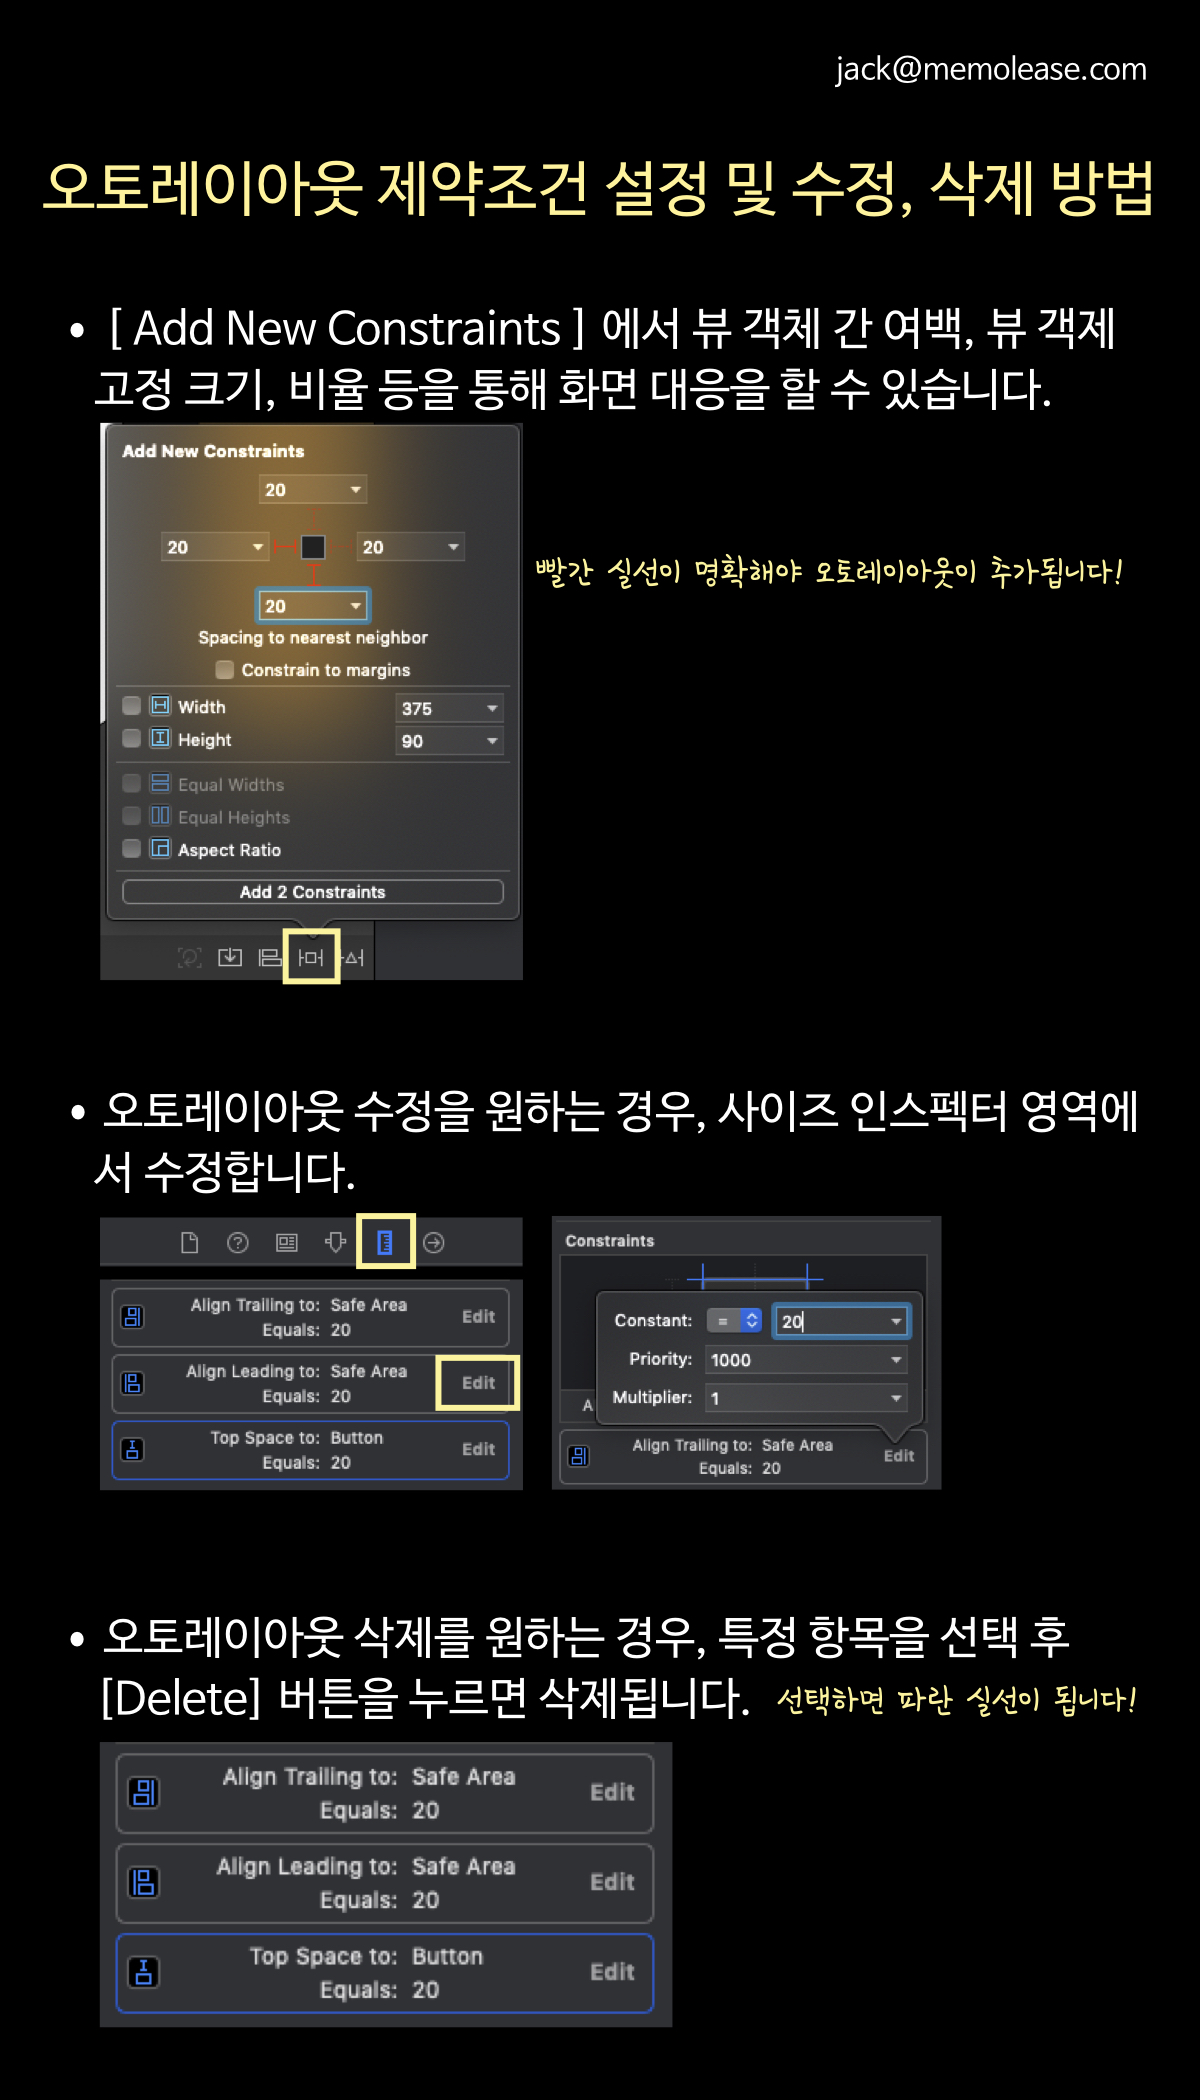 jack@memolease.com
오토레이아웃 제약조건 설정 및 수정, 삭제 방법
• [ Add New Constraints ] 에서 뷰 객체 간 여백, 뷰 객제
고정 크기, 비율 등을 통해 화면 대응을 할 수 있습니다.
Add New Constraints
20
20 20
20
Spacing to nearest neighbor
Constrain to margins
Width 375
Height 90
Equal Widths
Equal Heights
Aspect Ratio
Add 2 Constraints
빨간 실선이 명확해야 오토레이아웃이 추가됩니다!
• 오토레이아웃 수정을 원하는 경우, 사이즈 인스펙터 영역에
서 수정합니다.
Align Trailing to: Safe Area
Equals: 20
Edit
Align Leading to: Safe Area
Equals: 20
Edit
Top Space to: Button
Equals: 20
Edit
Constraints
Constant: = 20
Priority: 1000
Multiplier: 1
A
Align Trailing to: Safe Area
Equals: 20
Edit
• 오토레이아웃 삭제를 원하는 경우, 특정 항목을 선택 후
[Delete] 버튼을 누르면 삭제됩니다. 선택하면 파란 실선이 됩니다!
Align Trailing to: Safe Area
Equals: 20
Edit
Align Leading to: Safe Area
Equals: 20
Edit
Top Space to: Button
Equals: 20
Edit